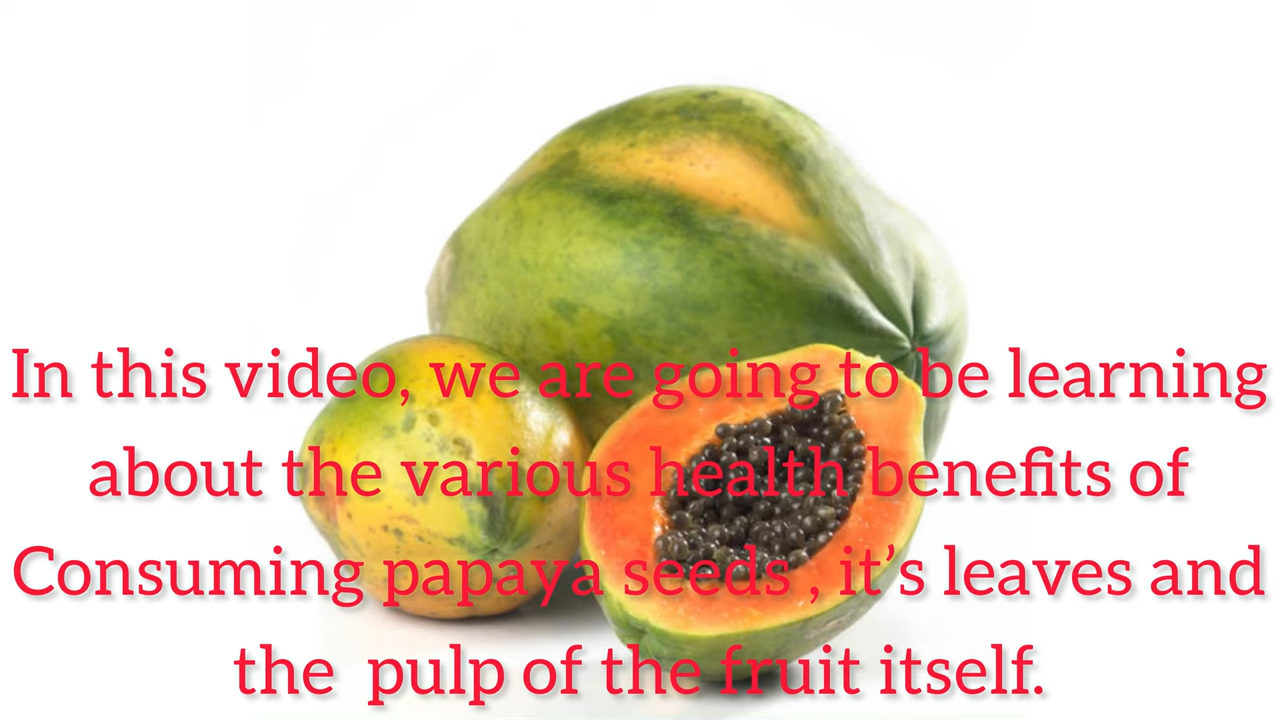 In this video, we are going to be learning
about the various health benefits of
Consuming papaya seeds , it’s leaves and
the  pulp of the fruit itself.